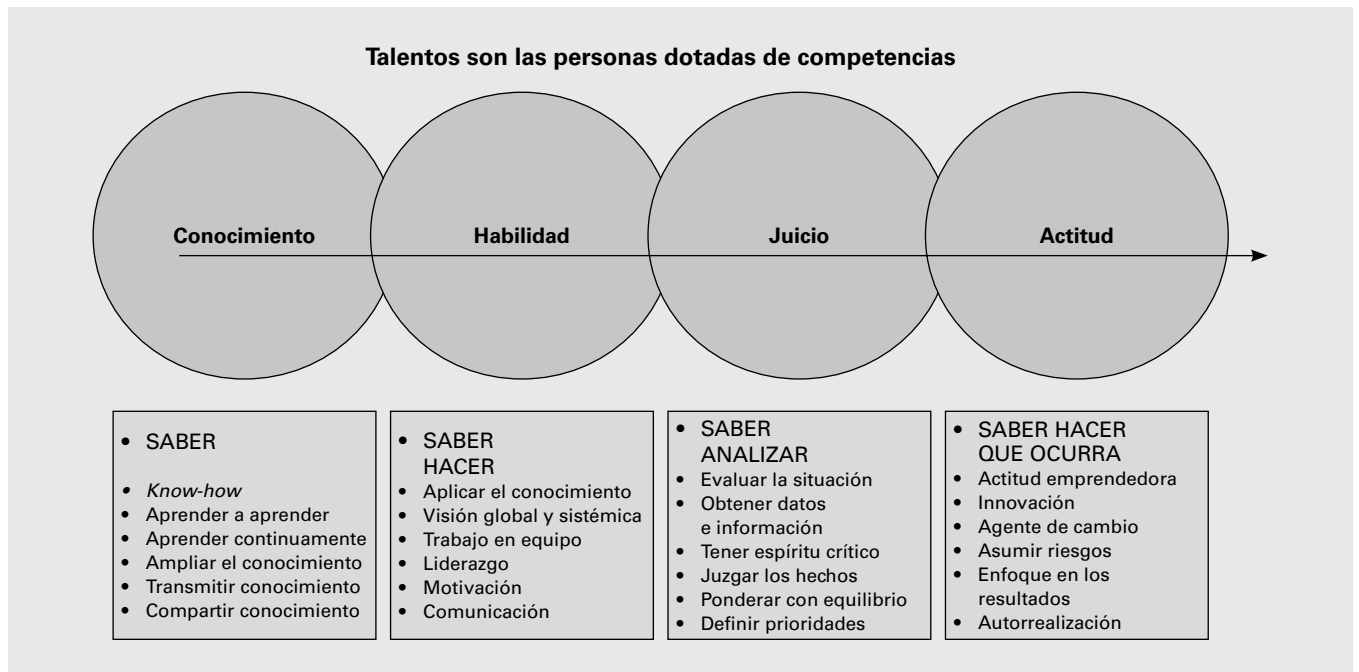 Talentos son las personas dotadas de competencias
Conocimiento
Habilidad
Juicio
Actitud
• SABER
• Know-how
• Aprender a aprender
• Aprender continuamente
• Ampliar el conocimiento
• Transmitir conocimiento
• Compartir conocimiento
• SABER
HACER
• Aplicar el conocimiento
• Visión global y sistémica
• Trabajo en equipo
• Liderazgo
• Motivación
• Comunicación
• SABER
ANALIZAR
• Evaluar la situación
• Obtener datos
e información
• Tener espíritu crítico
• Juzgar los hechos
• Ponderar con equilibrio
• Definir prioridades
• SABER HACER
QUE OCURRA
• Actitud emprendedora
• Innovación
• Agente de cambio
• Asumir riesgos
• Enfoque en los
resultados
• Autorrealización